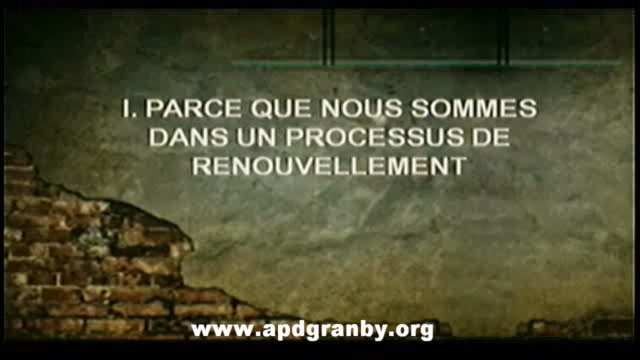 I. PARCE QUE NOUS SOMMES
DANS UN PROCESSUS DE
RENOUVELLEMENT
www.apdgranby.org